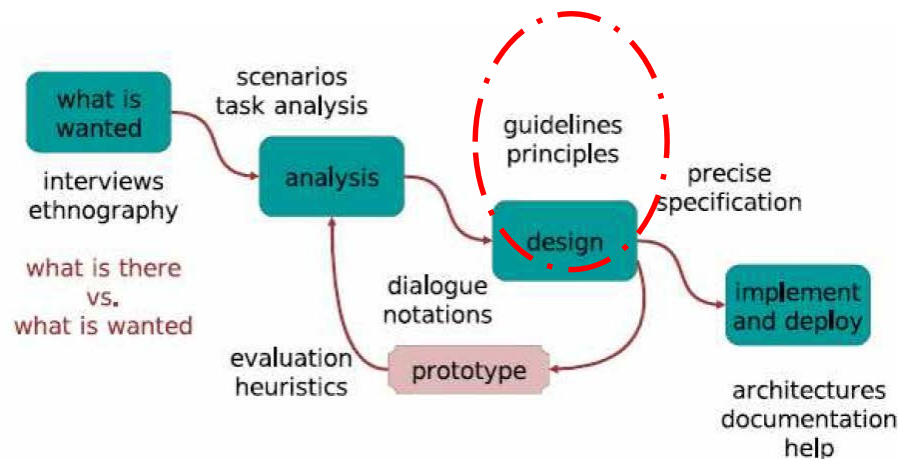 what is
wanted
scenarios
task analysis
guidelines
principles
interviews
ethnography
analysis
precise
specification
what is there
vs.
what is wanted
design
dialogue
notations
implement
and deploy
evaluation
heuristics
prototype
architectures
documentation
help